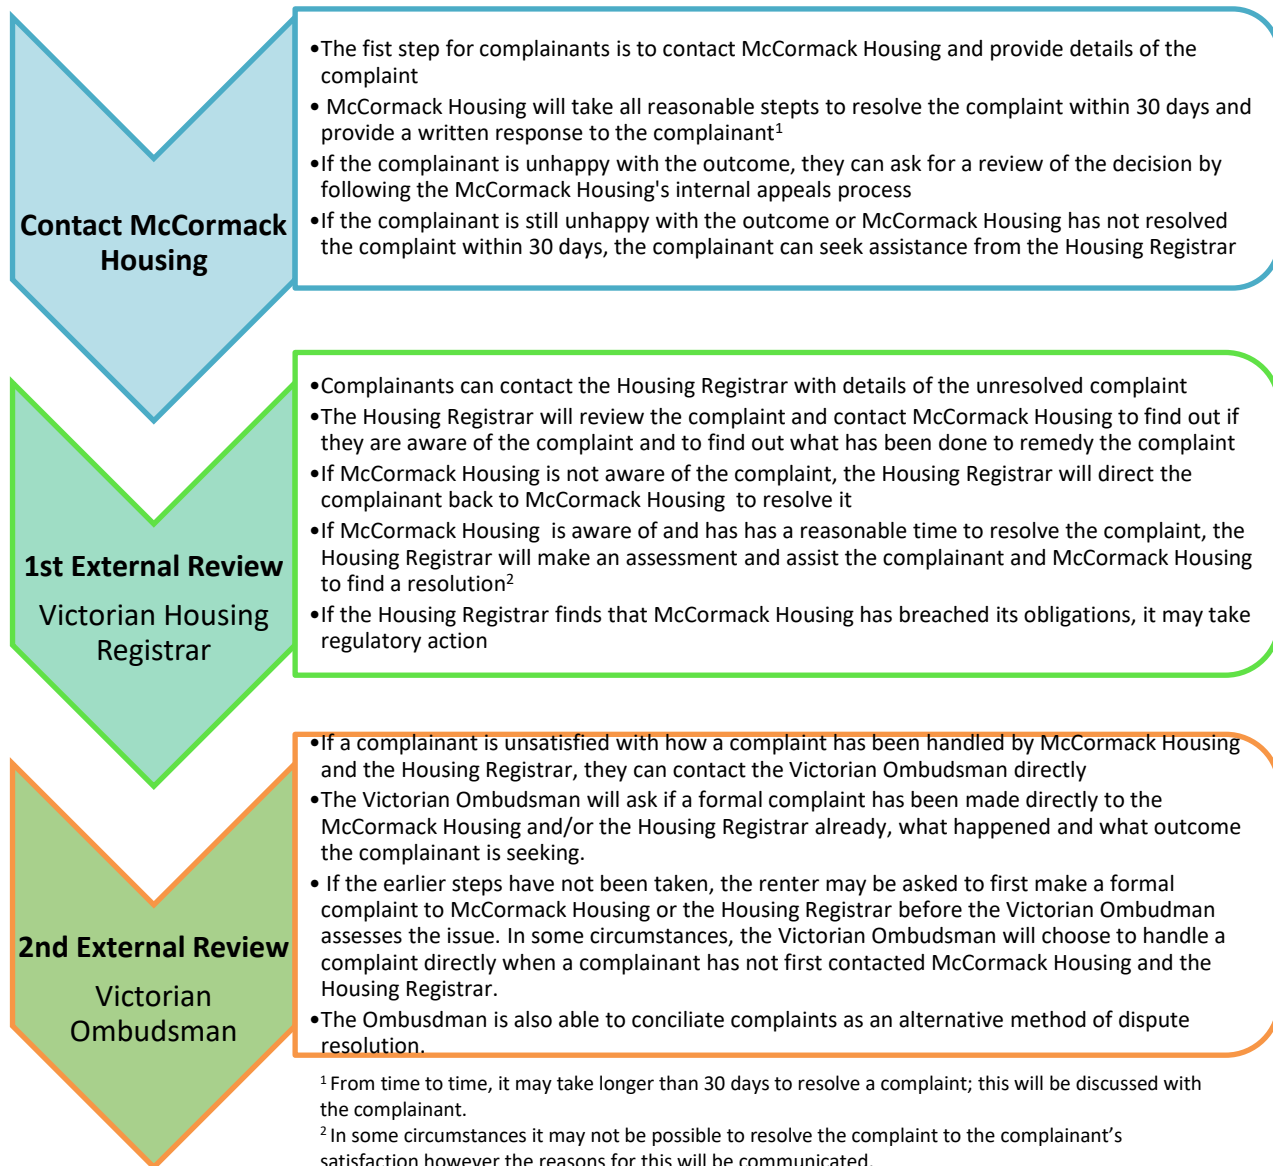 Contact McCormack
Housing
•The fist step for complainants is to contact McCormack Housing and provide details of the
complaint
• McCormack Housing will take all reasonable stepts to resolve the complaint within 30 days and
provide a written response to the complainant¹
•If the complainant is unhappy with the outcome, they can ask for a review of the decision by
following the McCormack Housing's internal appeals process
•If the complainant is still unhappy with the outcome or McCormack Housing has not resolved
the complaint within 30 days, the complainant can seek assistance from the Housing Registrar
1st External Review
Victorian Housing
Registrar
•Complainants can contact the Housing Registrar with details of the unresolved complaint
•The Housing Registrar will review the complaint and contact McCormack Housing to find out if
they are aware of the complaint and to find out what has been done to remedy the complaint
•If McCormack Housing is not aware of the complaint, the Housing Registrar will direct the
complainant back to McCormack Housing  to resolve it
•If McCormack Housing  is aware of and has has a reasonable time to resolve the complaint, the
Housing Registrar will make an assessment and assist the complainant and McCormack Housing
to find a resolution²
•If the Housing Registrar finds that McCormack Housing has breached its obligations, it may take
regulatory action
2nd External Review
Victorian
Ombudsman
•If a complainant is unsatisfied with how a complaint has been handled by McCormack Housing
and the Housing Registrar, they can contact the Victorian Ombudsman directly
•The Victorian Ombudsman will ask if a formal complaint has been made directly to the
McCormack Housing and/or the Housing Registrar already, what happened and what outcome
the complainant is seeking.
• If the earlier steps have not been taken, the renter may be asked to first make a formal
complaint to McCormack Housing or the Housing Registrar before the Victorian Ombudman
assesses the issue. In some circumstances, the Victorian Ombudsman will choose to handle a
complaint directly when a complainant has not first contacted McCormack Housing and the
Housing Registrar.
•The Ombusdman is also able to conciliate complaints as an alternative method of dispute
resolution.
¹ From time to time, it may take longer than 30 days to resolve a complaint; this will be discussed with
the complainant.
² In some circumstances it may not be possible to resolve the complaint to the complainant’s
satisfaction however the reasons for this will be communicated.